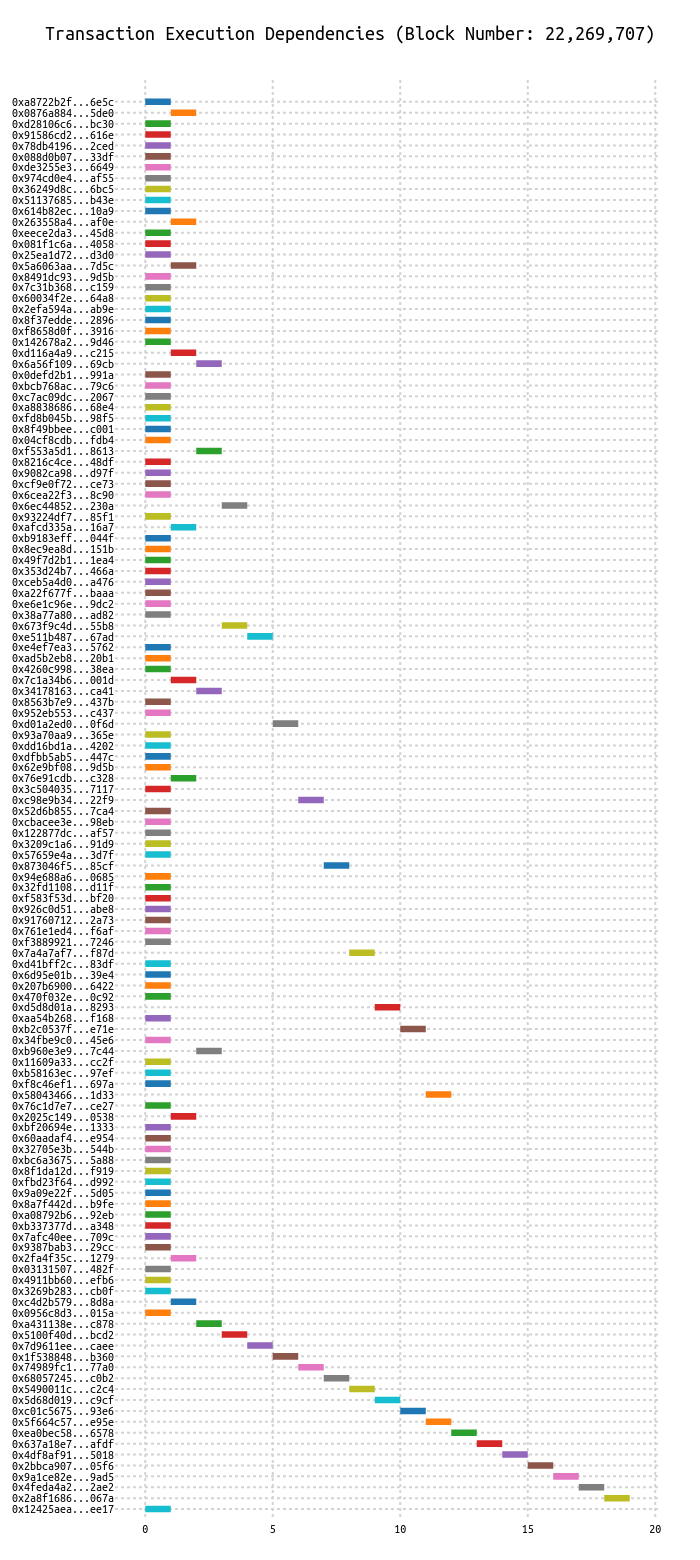 Transaction Execution Dependencies (Block Number: 22,269,707)
0xa8722b2f...6e5c
0x0876a884...5de0
0xd28106c6...bc30
0x91586cd2...616e
0x78db4196...2ced
0x088d0b07...33df
0xde3255e3...6649
0x974cd0e4...af55
0x36249d8c...6bc5
0x51137685...b43e
0x614b82ec...10a9
0x263558a4...af0e
0xeece2da3...45d8
0x081f1c6a...4058
0x25ea1d72...d3d0
0x5a6063aa...7d5c
0x8491dc93...9d5b
0x7c31b368...c159
0x60034f2e...64a8
0x2efa594a...ab9e
0x8f37edde...2896
0xf8658d0f...3916
0x142678a2...9d46
0xd116a4a9...c215
0x6a56f109...69cb
0x0defd2b1...991a
0xbcb768ac...79c6
0xc7ac09dc...2067
0xa8838686...68e4
0xfd8b045b...98f5
0x8f49bbee...c001
0x04cf8cdb...fdb4
0xf553a5d1...8613
0x8216c4ce...48df
0x9082ca98...d97f
0xcf9e0f72...ce73
0x6cea22f3...8c90
0x6ec44852...230a
0x93224df7...85f1
0xafcd335a...16a7
0xb9183eff...044f
0x8ec9ea8d...151b
0x49f7d2b1...1ea4
0x353d24b7...466a
0xceb5a4d0...a476
0xa22f677f...baaa
0xe6e1c96e...9dc2
0x38a77a80...ad82
0x673f9c4d...55b8
0xe511b487...67ad
0xe4ef7ea3...5762
0xad5b2eb8...20b1
0x4260c998...38ea
0x7c1a34b6...001d
0x34178163...ca41
0x8563b7e9...437b
0x952eb553...c437
0xd01a2ed0...0f6d
0x93a70aa9...365e
0xdd16bd1a...4202
0xdfbb5ab5...447c
0x62e9bf08...9d5b
0x76e91cdb...c328
0x3c504035...7117
0xc98e9b34...22f9
0x52d6b855...7ca4
0xcbacee3e...98eb
0x122877dc...af57
0x3209c1a6...91d9
0x57659e4a...3d7f
0x873046f5...85cf
0x94e688a6...0685
0x32fd1108...d11f
0xf583f53d...bf20
0x926c0d51...abe8
0x91760712...2a73
0x761e1ed4...f6af
0xf3889921...7246
0x7a4a7af7...f87d
0xd41bff2c...83df
0x6d95e01b...39e4
0x207b6900...6422
0x470f032e...0c92
0xd5d8d01a...8293
0xaa54b268...f168
0xb2c0537f...e71e
0x34fbe9c0...45e6
0xb960e3e9...7c44
0x11609a33...cc2f
0xb58163ec...97ef
0xf8c46ef1...697a
0x58043466...1d33
0x76c1d7e7...ce27
0x2025c149...0538
0xbf20694e...1333
0x60aadaf4...e954
0x32705e3b...544b
0xbc6a3675...5a88
0x8f1da12d...f919
0xfbd23f64...d992
0x9a09e22f...5d05
0x8a7f442d...b9fe
0xa08792b6...92eb
0xb337377d...a348
0x7afc40ee...709c
0x9387bab3...29cc
0x2fa4f35c...1279
0x03131507...482f
0x4911bb60...efb6
0x3269b283...cb0f
0xc4d2b579...8d8a
0x0956c8d3...015a
0xa431138e...c878
0x5100f40d...bcd2
0x7d9611ee...caee
0x1f538848...b360
0x74989fc1...77a0
0x68057245...c0b2
0x5490011c...c2c4
0x5d68d019...c9cf
0xc01c5675...93e6
0x5f664c57...e95e
0xea0bec58...6578
0x637a18e7...afdf
0x4df8af91...5018
0x2bbca907...05f6
0x9a1ce82e...9ad5
0x4feda4a2...2ae2
0x2a8f1686...067a
0x12425aea...ee17
0 5 10 15 20